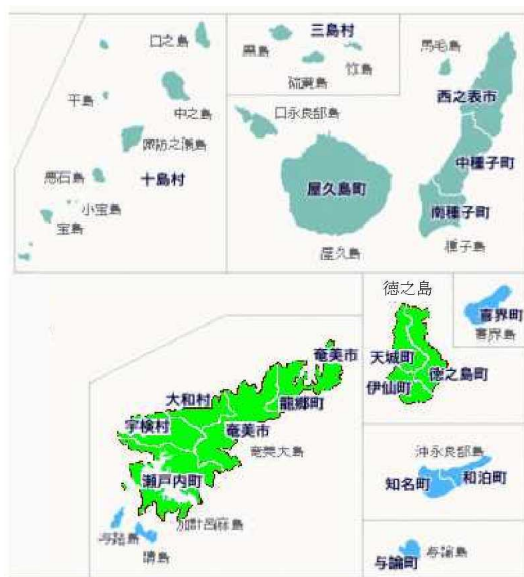 口之島
平島
中之島
諏訪之瀬島
悪石島
十島村
小宝島
宝島
三島村
黒島
竹島
硫黄島
馬毛島
西之表市
口永良部島
中種子町
屋久島町
南種子町
屋久島
種子島
徳之島
喜界町
喜界島
天城町
伊仙町
徳之島町
奄美市
大和村
龍郷町
宇検村
奄美市
奄美大島
瀬戸内町
加計呂麻島
与路島
請島
沖永良部島
知名町
和泊町
与論町
与論島